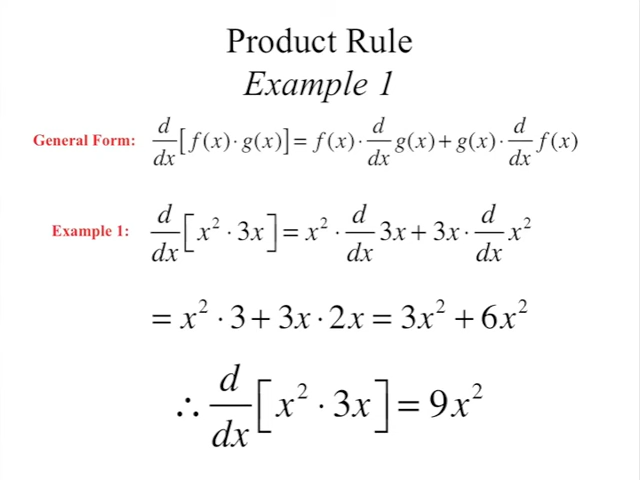 Product Rule
Example 1
General Form: d/dx [f(x)·g(x)] = f(x)· d/dx g(x) + g(x)· d/dx f(x)
Example 1: d/dx [x² · 3x] = x² · d/dx 3x + 3x · d/dx x²
= x² · 3 + 3x · 2x = 3x² + 6x²
∴ d/dx [x² · 3x] = 9x²